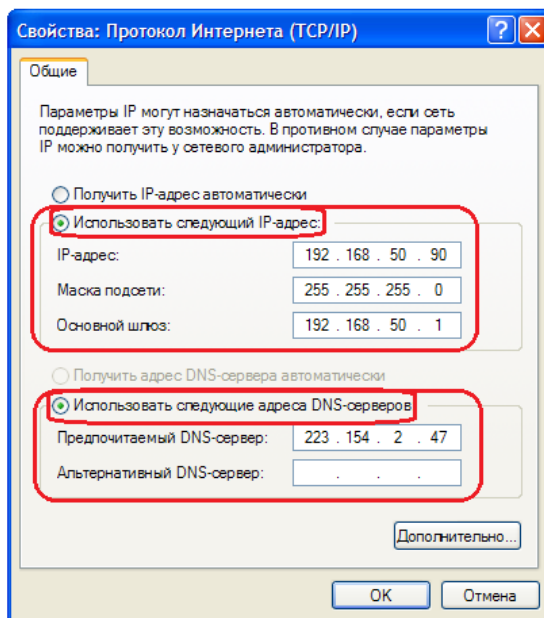 Свойства: Протокол Интернета (TCP/IP)
Общие
Параметры IP могут назначаться автоматически, если сеть
поддерживает эту возможность. В противном случае параметры
IP можно получить у сетевого администратора.
Получить IP-адрес автоматически
Использовать следующий IP-адрес:
IP-адрес: 192 . 168 . 50 . 90
Маска подсети: 255 . 255 . 255 . 0
Основной шлюз: 192 . 168 . 50 . 1
Получить адрес DNS-сервера автоматически
Использовать следующие адреса DNS-серверов
Предпочитаемый DNS-сервер: 223 . 154 . 2 . 47
Альтернативный DNS-сервер: . . .
Дополнительно...
OK Отмена